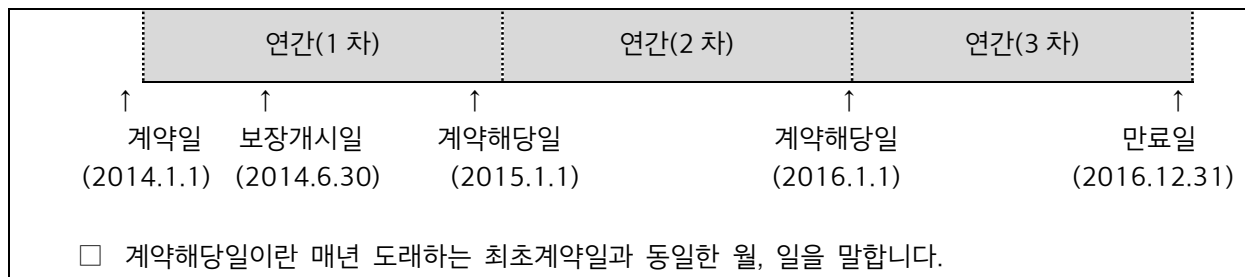 연간(1 차) 연간(2 차) 연간(3 차)
↑ ↑ ↑ ↑ ↑
계약일 보장개시일 계약해당일 계약해당일 만료일
(2014.1.1) (2014.6.30) (2015.1.1) (2016.1.1) (2016.12.31)
□ 계약해당일이란 매년 도래하는 최초계약일과 동일한 월, 일을 말합니다.